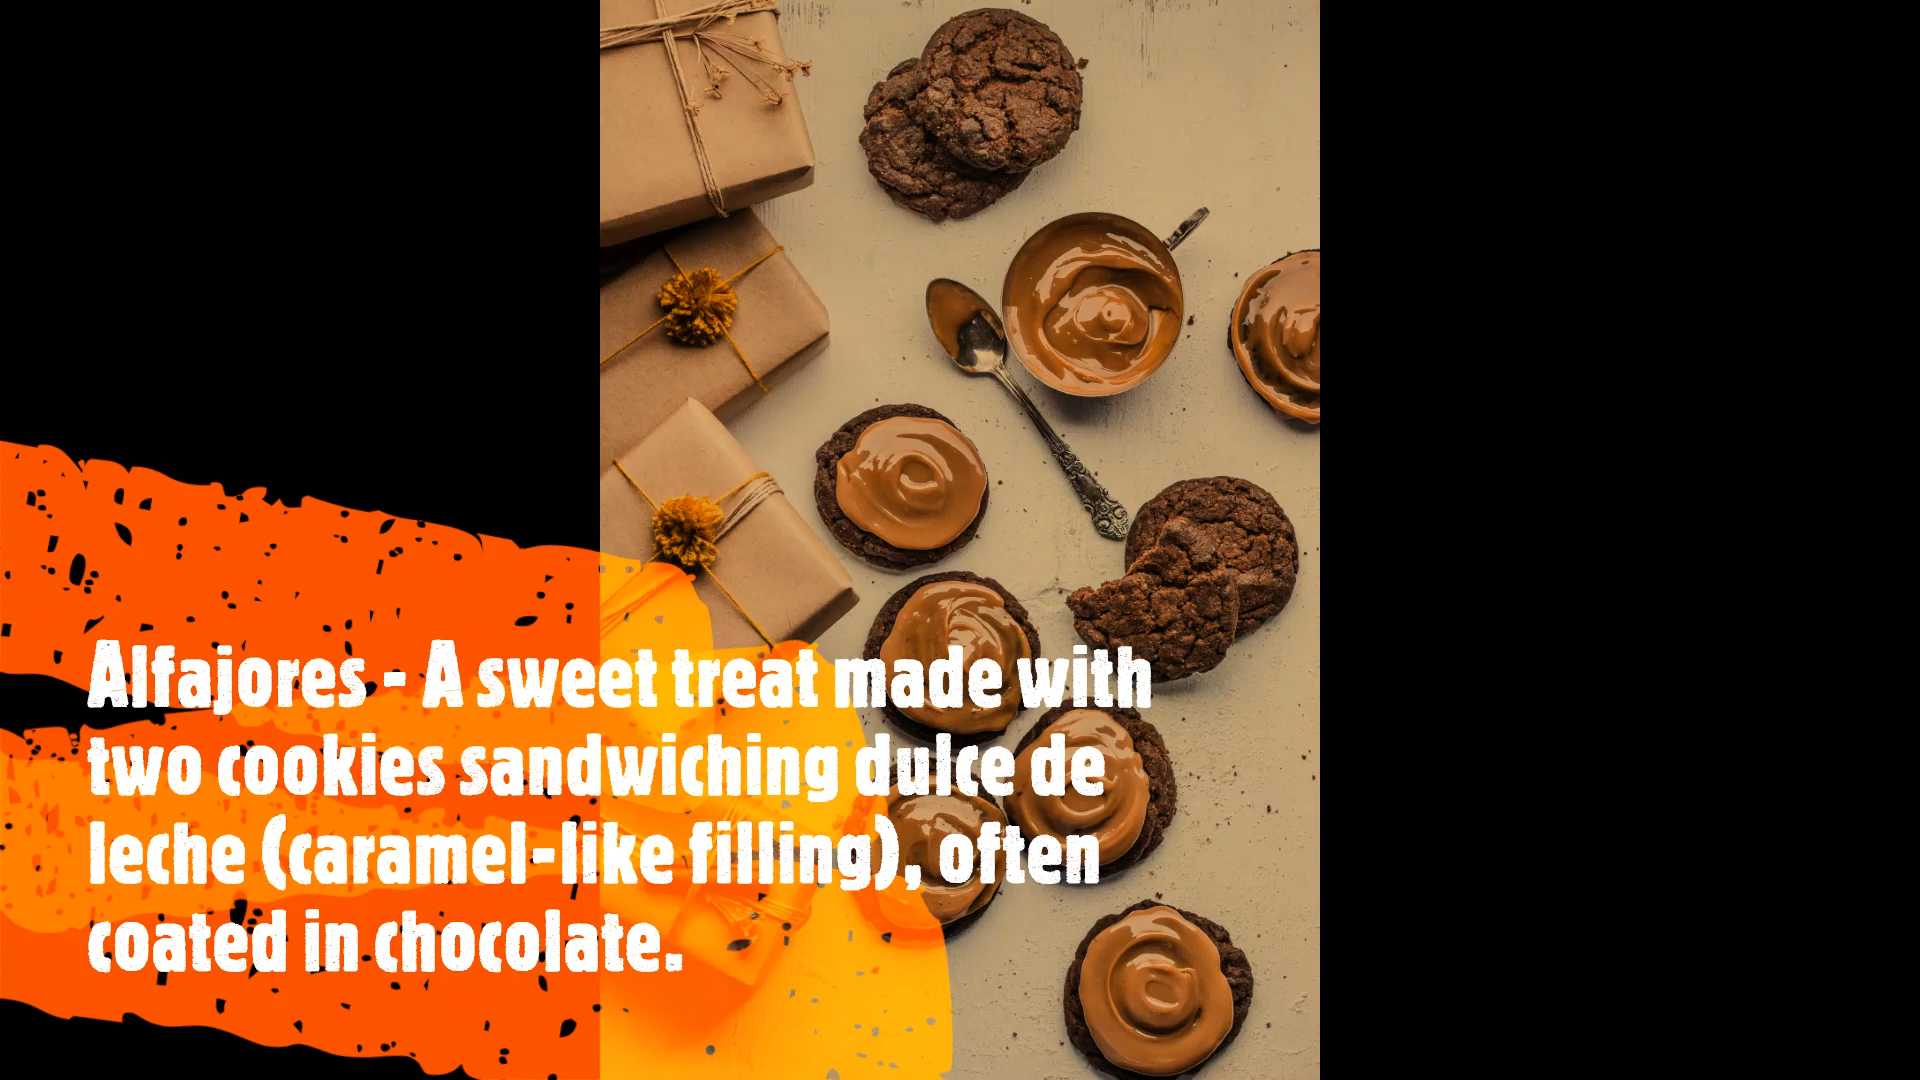 Alfajores - A sweet treat made with
two cookies sandwiching dulce de
leche (caramel-like filling), often
coated in chocolate.